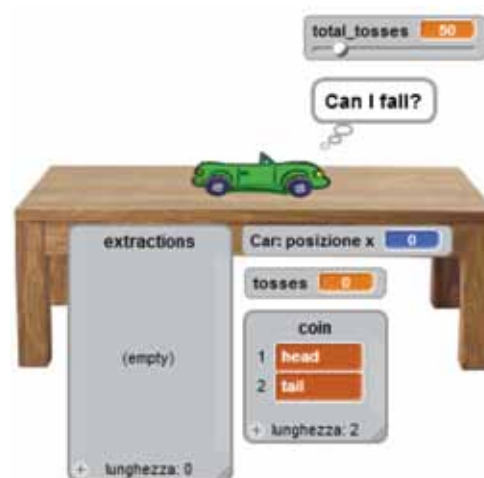 total_tosses 50
Can I fall?
extractions
(empty)
lunghezza: 0
Car: posizione x 0
tosses 0
coin
1 head
2 tail
lunghezza: 2